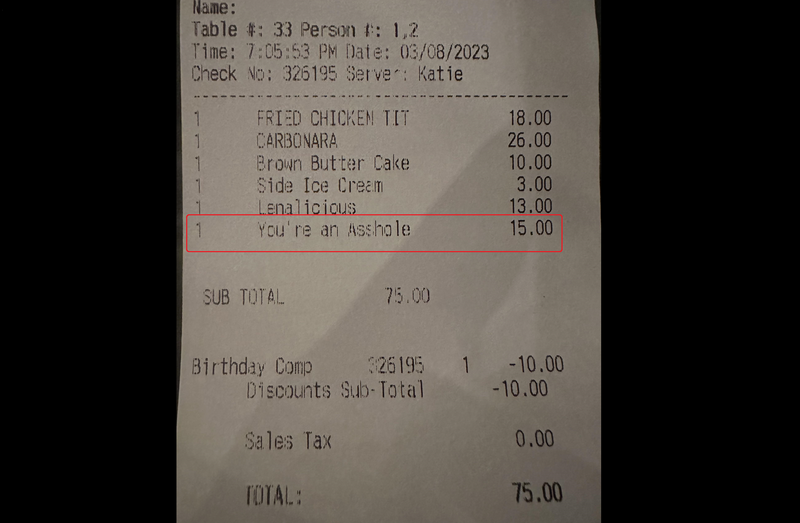 Name:
Table #: 33 Person #: 1,2
Time: 7:05:53 PM Date: 03/08/2023
Check No: 326195 Server: Katie
1 FRIED CHICKEN TIT 18.00
1 CARBONARA 26.00
1 Brown Butter Cake 10.00
1 Side Ice Cream 3.00
1 Lenalicious 13.00
1 You're an Asshole 15.00
SUB TOTAL 75.00
Birthday Comp 326195 1 -10.00
Discounts Sub-Total -10.00
Sales Tax 0.00
TOTAL: 75.00